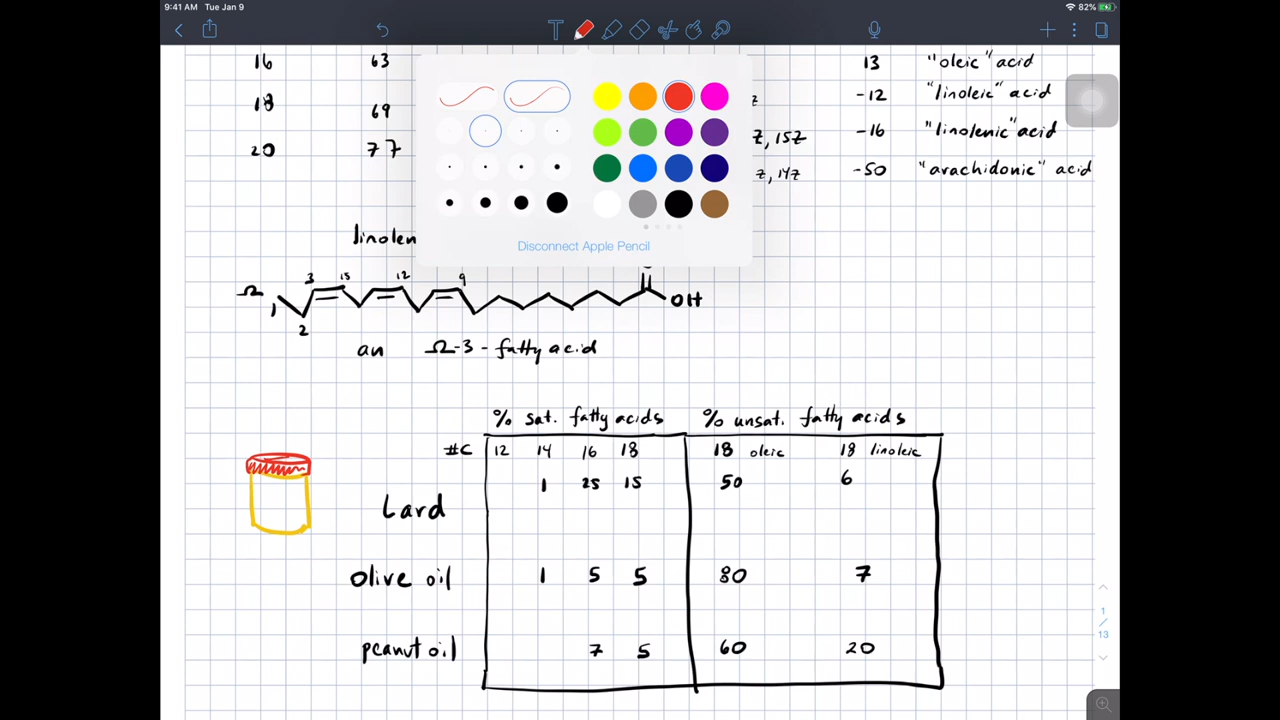 9:41 AM Tue Jan 9
82%
T
16 63 13 "oleic" acid
18 69 z -12 "linoleic" acid
Z, 15Z -16 "linolenic" acid
20 77 z, 14z -50 "arachidonic" acid
Disconnect Apple Pencil
linolen
Ω 1 2 3 15 12 9 OH
an Ω-3-fatty acid
% sat. fatty acids % unsat. fatty acids
#C 12 14 16 18 18 oleic 18 linoleic
Lard 1 25 15 50 6
olive oil 1 5 5 80 7
peanut oil 7 5 60 20
1
/
13